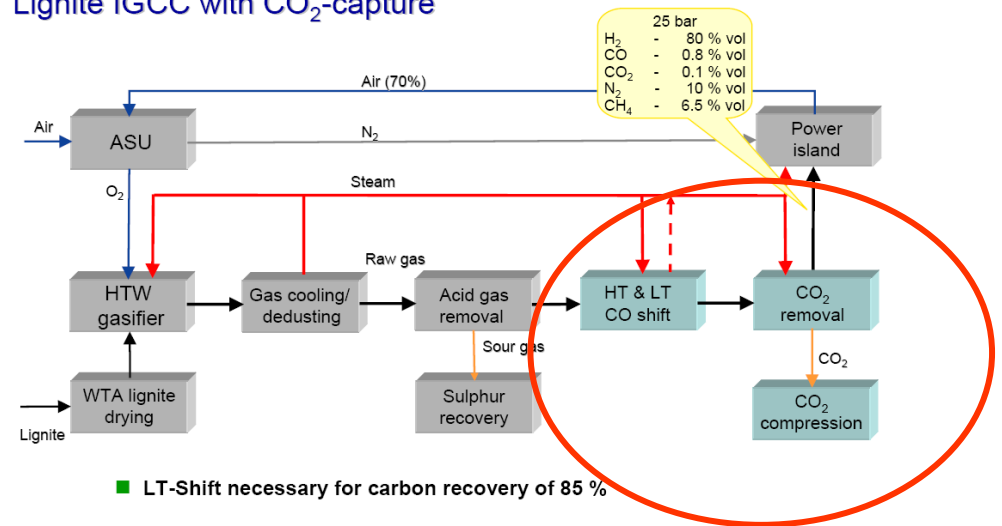 Lignite IGCC with CO₂-capture
25 bar
H₂ - 80 % vol
CO - 0.8 % vol
CO₂ - 0.1 % vol
N₂ - 10 % vol
CH₄ - 6.5 % vol
Air (70%)
Air
ASU
N₂
Power
island
O₂
Steam
Raw gas
HTW
gasifier
Gas cooling/
dedusting
Acid gas
removal
HT & LT
CO shift
CO₂
removal
Sour gas
CO₂
WTA lignite
drying
Sulphur
recovery
CO₂
compression
Lignite
LT-Shift necessary for carbon recovery of 85 %